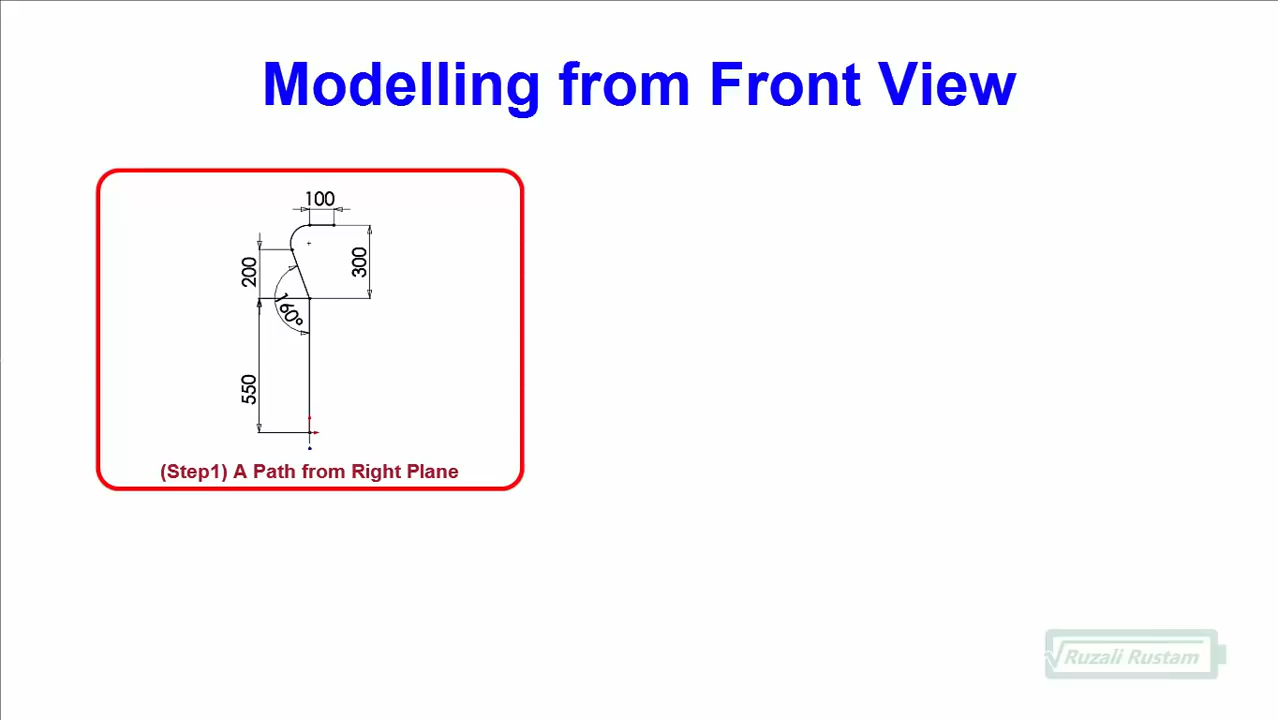 Modelling from Front View
100
200
300
160°
550
(Step1) A Path from Right Plane
Ruzali Rustam